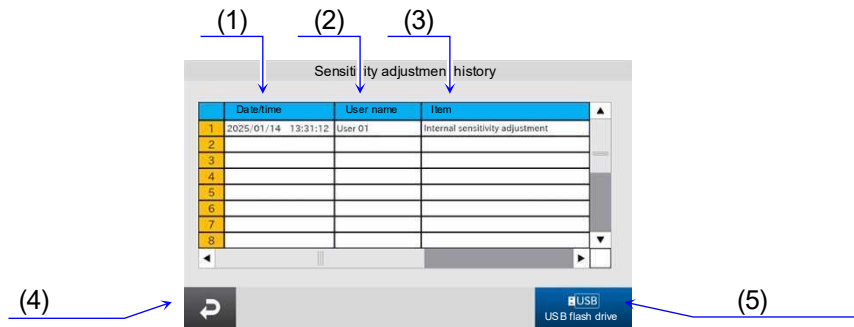 (1) (2) (3)
Sensitivity adjustment history
Date/time User name Item
1 2025/01/14 13:31:12 User 01 Internal sensitivity adjustment
2
3
4
5
6
7
8
(4) USB (5)
USB flash drive